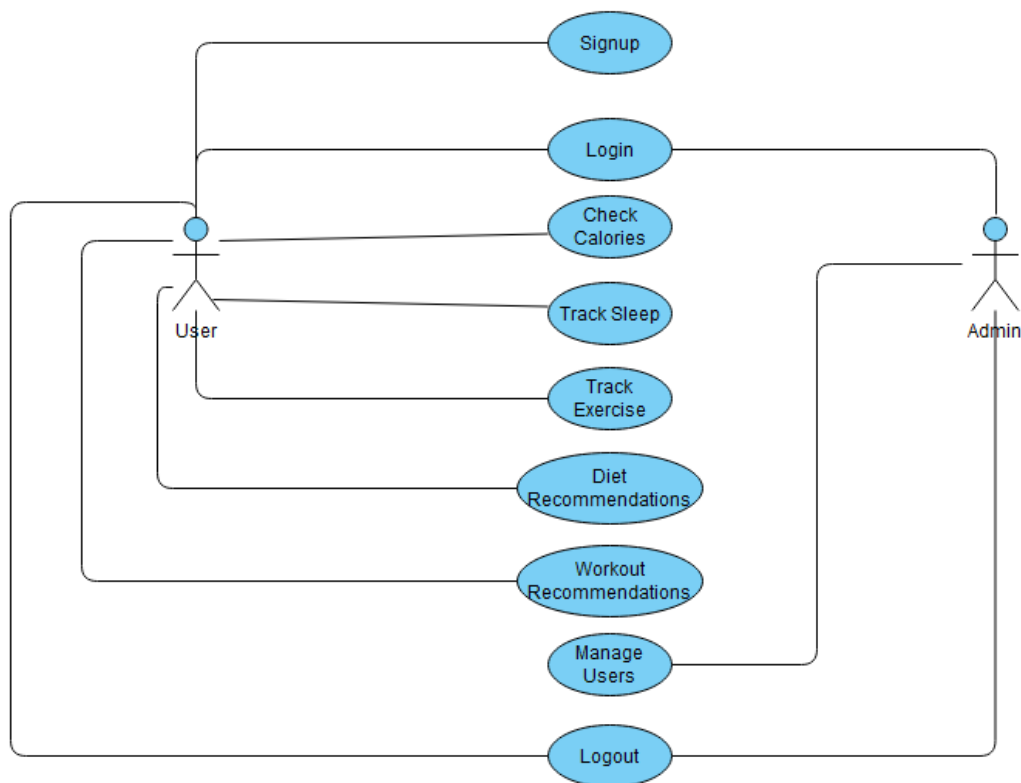 Signup
Login
Check
Calories
Track Sleep
User
Admin
Track
Exercise
Diet
Recommendations
Workout
Recommendations
Manage
Users
Logout